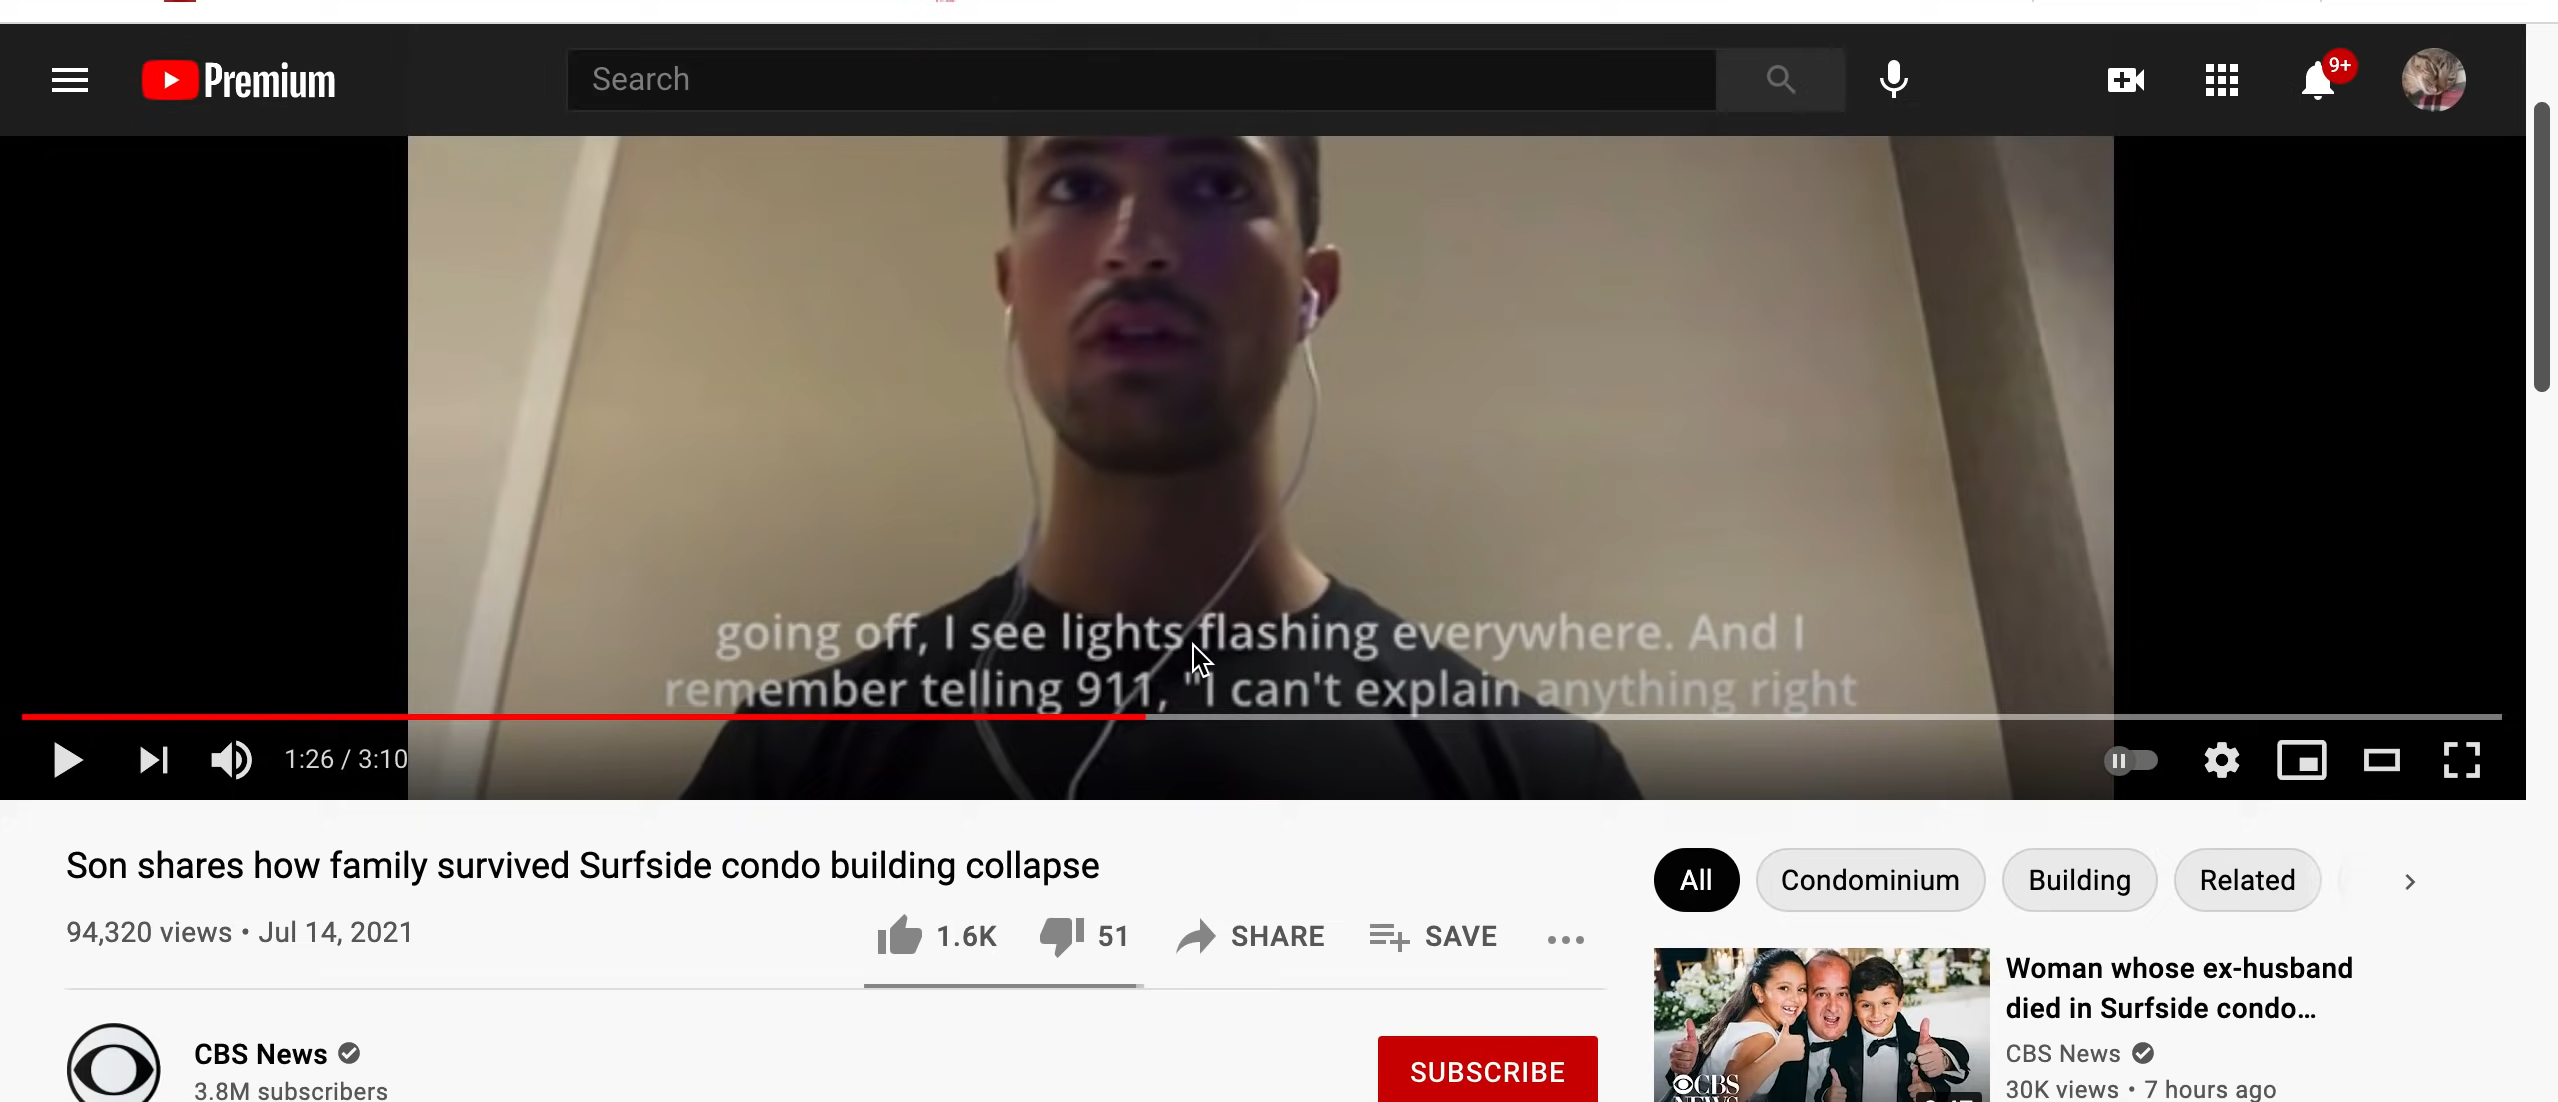 Premium
Search
9+
going off, I see lights flashing everywhere. And I
remember telling 911, "I can't explain anything right
1:26 / 3:10
Son shares how family survived Surfside condo building collapse
94,320 views • Jul 14, 2021
1.6K
51
SHARE
SAVE
CBS News
3.8M subscribers
SUBSCRIBE
All
Condominium
Building
Related
CBS
NEWS
Woman whose ex-husband
died in Surfside condo...
CBS News
30K views • 7 hours ago